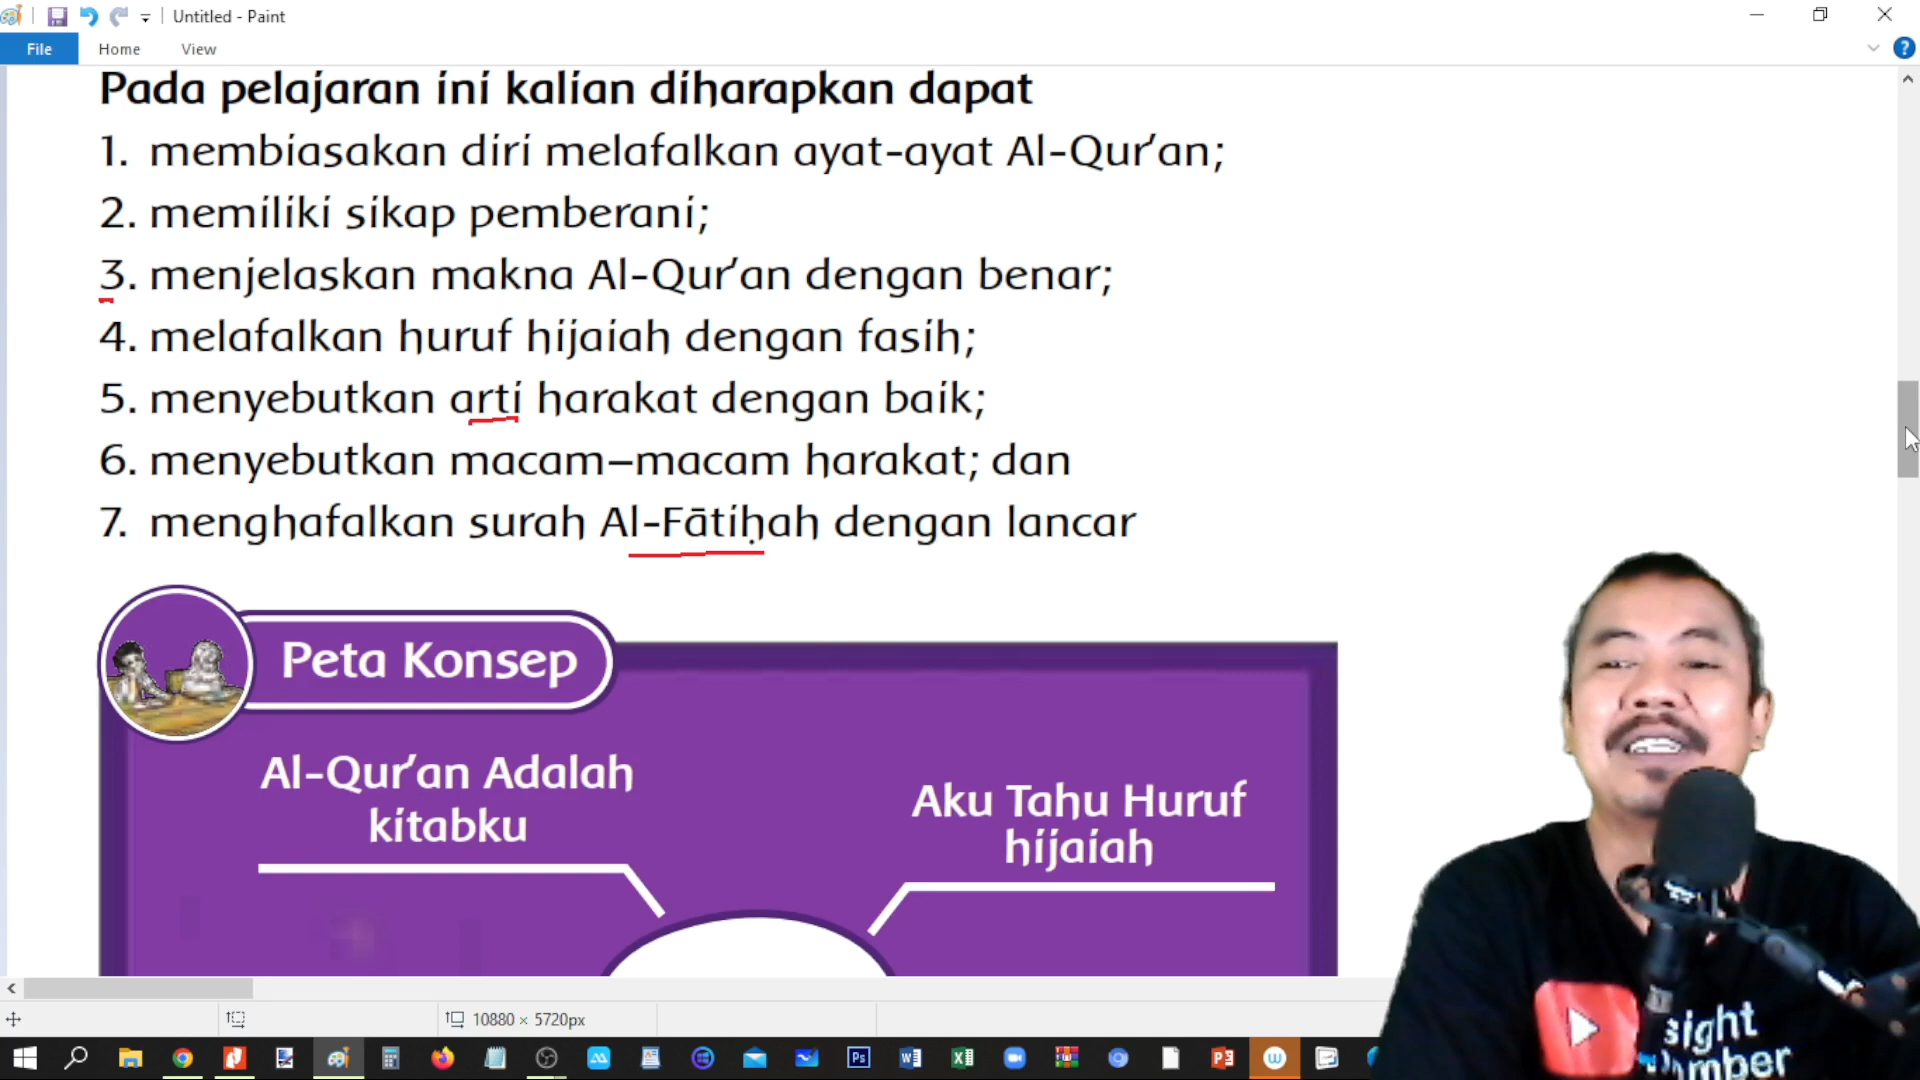 Untitled - Paint
File Home View
Pada pelajaran ini kalian diharapkan dapat
1. membiasakan diri melafalkan ayat-ayat Al-Qur’an;
2. memiliki sikap pemberani;
3. menjelaskan makna Al-Qur’an dengan benar;
4. melafalkan huruf hijaiah dengan fasih;
5. menyebutkan arti harakat dengan baik;
6. menyebutkan macam–macam harakat; dan
7. menghafalkan surah Al-Fātiḥah dengan lancar
Peta Konsep
Al-Qur’an Adalah
kitabku
Aku Tahu Huruf
hijaiah
10880 × 5720px